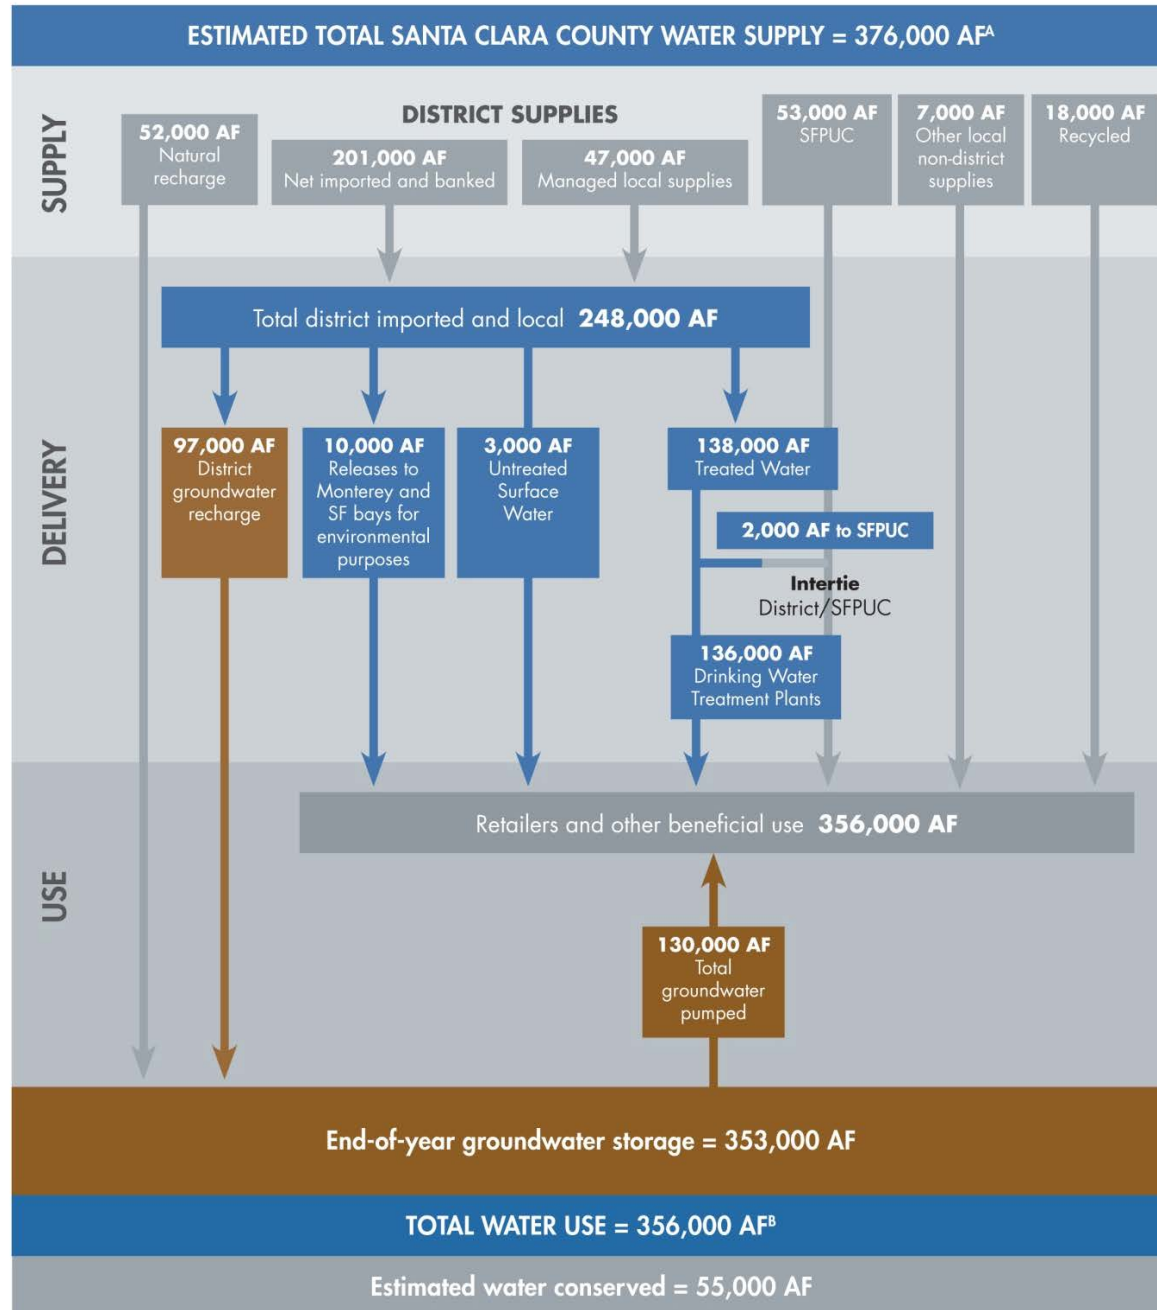 ESTIMATED TOTAL SANTA CLARA COUNTY WATER SUPPLY = 376,000 AFᴬ
SUPPLY
DISTRICT SUPPLIES
52,000 AF
Natural
recharge
201,000 AF
Net imported and banked
47,000 AF
Managed local supplies
53,000 AF
SFPUC
7,000 AF
Other local
non-district
supplies
18,000 AF
Recycled
DELIVERY
Total district imported and local 248,000 AF
97,000 AF
District
groundwater
recharge
10,000 AF
Releases to
Monterey and
SF bays for
environmental
purposes
3,000 AF
Untreated
Surface
Water
138,000 AF
Treated Water
2,000 AF to SFPUC
Intertie
District/SFPUC
136,000 AF
Drinking Water
Treatment Plants
USE
Retailers and other beneficial use 356,000 AF
130,000 AF
Total
groundwater
pumped
End-of-year groundwater storage = 353,000 AF
TOTAL WATER USE = 356,000 AFᴮ
Estimated water conserved = 55,000 AF